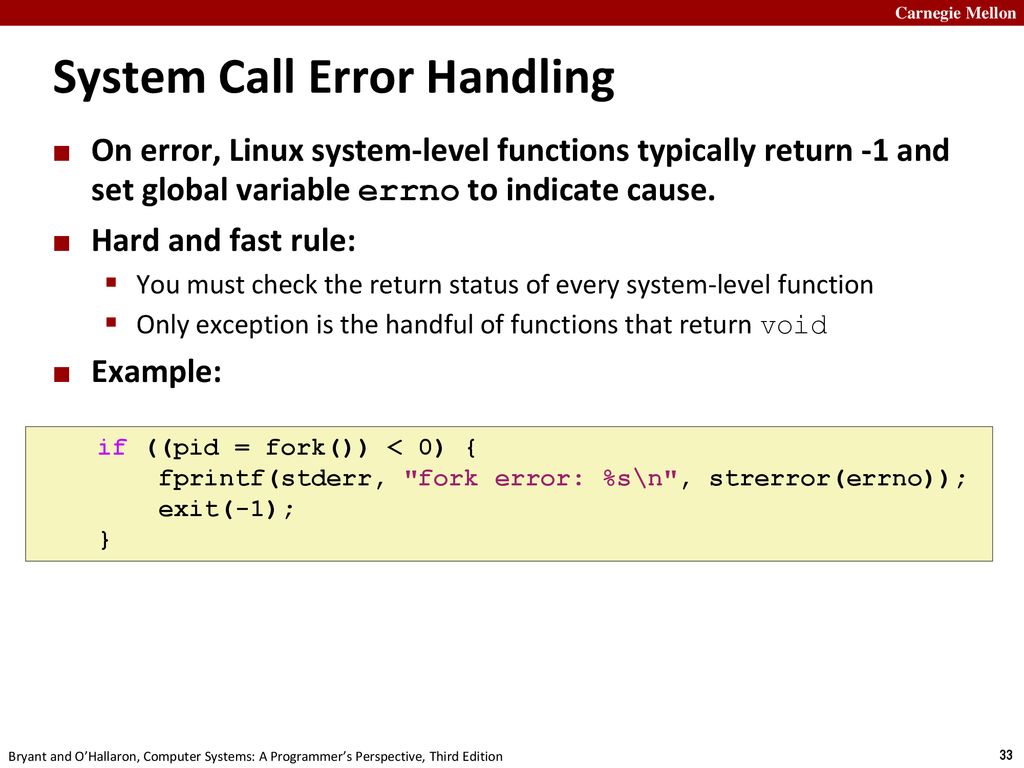 Carnegie Mellon
System Call Error Handling
■ On error, Linux system-level functions typically return -1 and
set global variable errno to indicate cause.
■ Hard and fast rule:
▪ You must check the return status of every system-level function
▪ Only exception is the handful of functions that return void
■ Example:
if ((pid = fork()) < 0) {
    fprintf(stderr, "fork error: %s\n", strerror(errno));
    exit(-1);
}
Bryant and O’Hallaron, Computer Systems: A Programmer’s Perspective, Third Edition
33